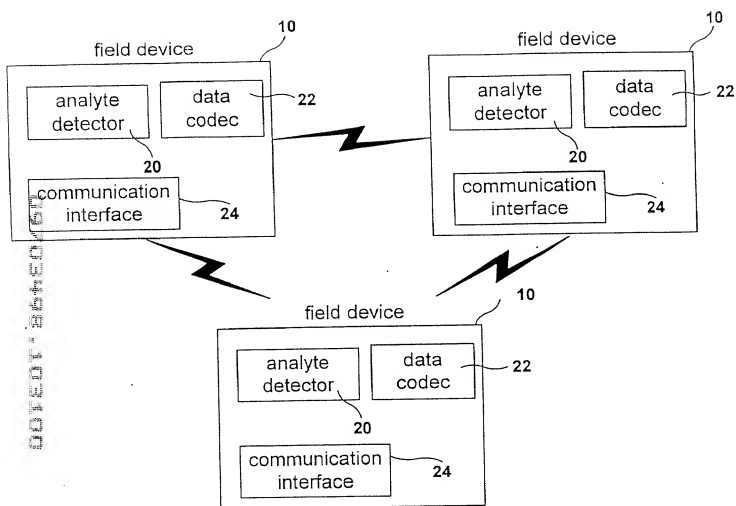 field device
10
analyte
detector
20
data
codec
22
communication
interface
24
field device
10
analyte
detector
20
data
codec
22
communication
interface
24
field device
10
analyte
detector
20
data
codec
22
communication
interface
24